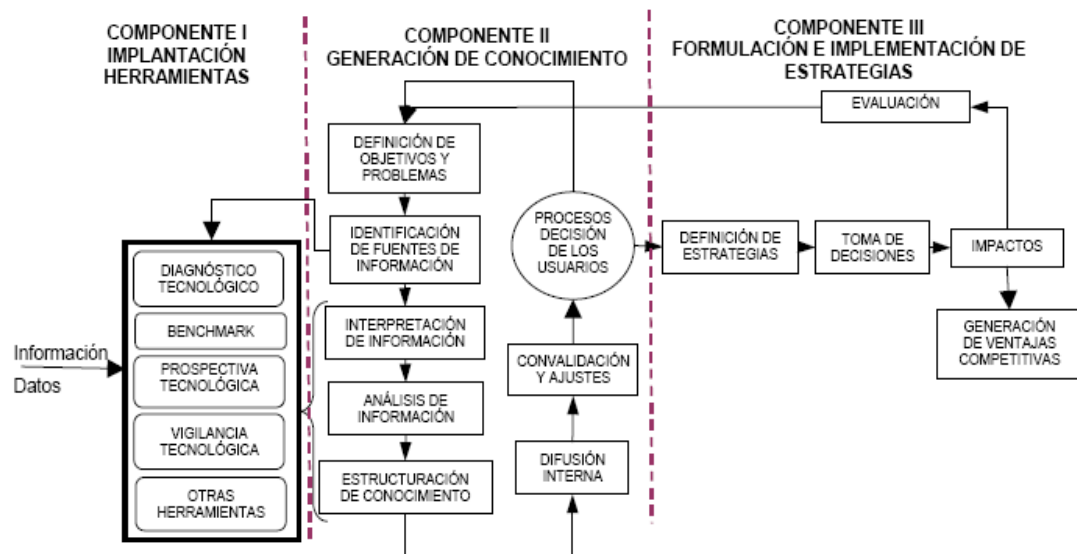 COMPONENTE I
IMPLANTACIÓN
HERRAMIENTAS
COMPONENTE II
GENERACIÓN DE CONOCIMIENTO
COMPONENTE III
FORMULACIÓN E IMPLEMENTACIÓN DE
ESTRATEGIAS
Información
Datos
DIAGNÓSTICO
TECNOLÓGICO
BENCHMARK
PROSPECTIVA
TECNOLÓGICA
VIGILANCIA
TECNOLÓGICA
OTRAS
HERRAMIENTAS
DEFINICIÓN DE
OBJETIVOS Y
PROBLEMAS
IDENTIFICACIÓN
DE FUENTES DE
INFORMACIÓN
INTERPRETACIÓN
DE INFORMACIÓN
ANÁLISIS DE
INFORMACIÓN
ESTRUCTURACIÓN
DE CONOCIMIENTO
PROCESOS
DECISIÓN
DE LOS
USUARIOS
CONVALIDACIÓN
Y AJUSTES
DIFUSIÓN
INTERNA
EVALUACIÓN
DEFINICIÓN DE
ESTRATEGIAS
TOMA DE
DECISIONES
IMPACTOS
GENERACIÓN
DE VENTAJAS
COMPETITIVAS